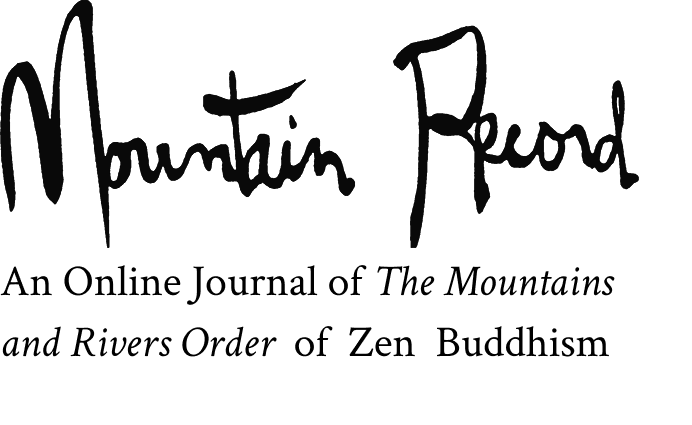 Mountain Record
An Online Journal of The Mountains
and Rivers Order of Zen Buddhism